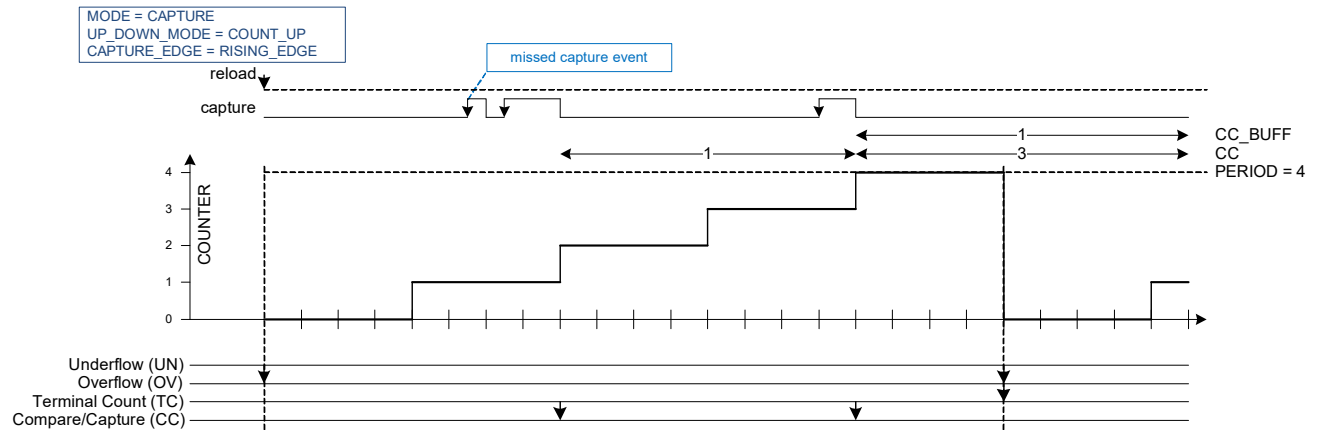 MODE = CAPTURE
UP_DOWN_MODE = COUNT_UP
CAPTURE_EDGE = RISING_EDGE
missed capture event
reload
capture
1 CC_BUFF
1 3 CC
PERIOD = 4
4
3
2
1
0
COUNTER
Underflow (UN)
Overflow (OV)
Terminal Count (TC)
Compare/Capture (CC)